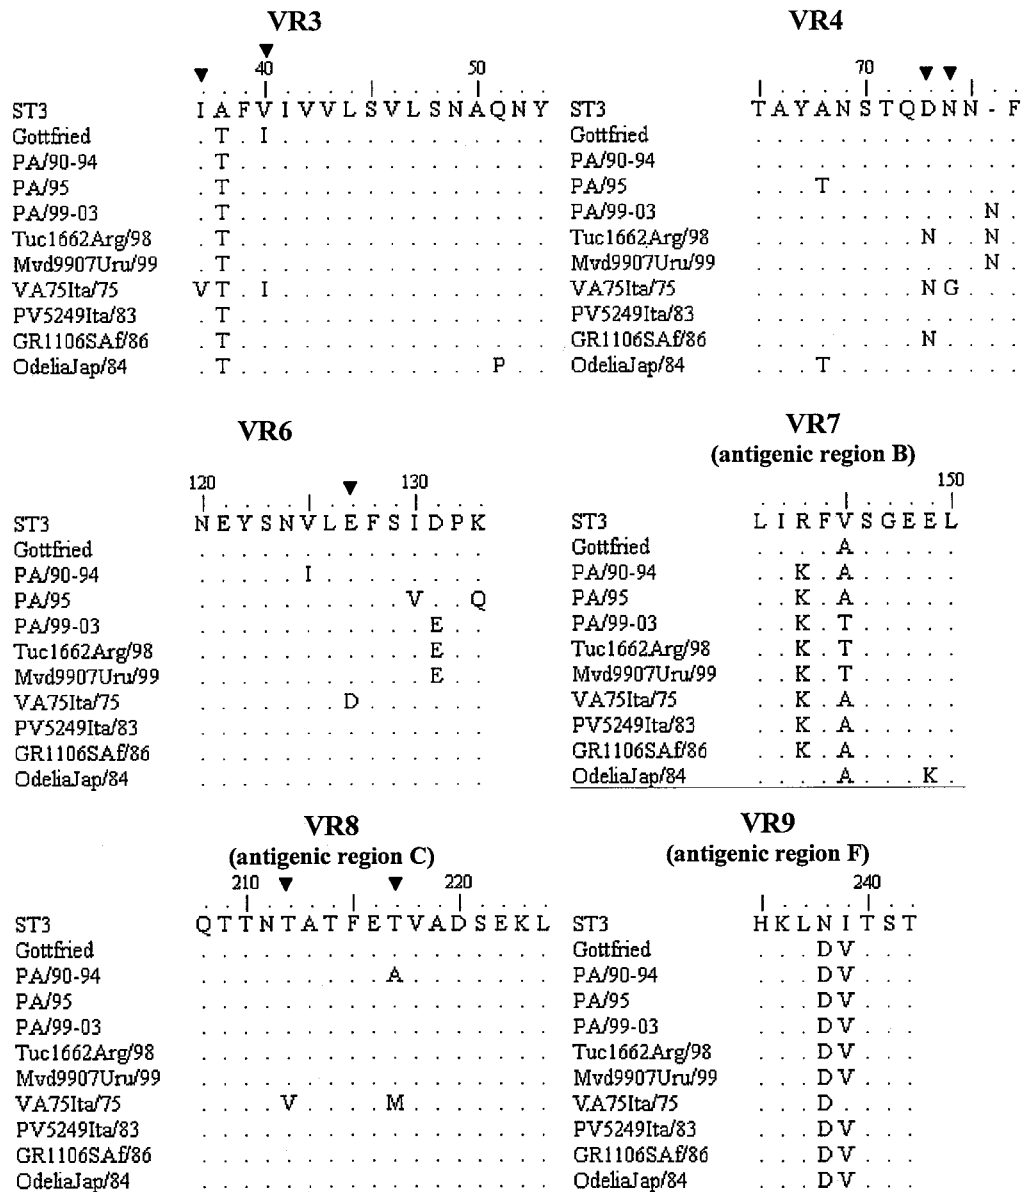 VR3
40 50
ST3 I A F V I V V L S V L S N A Q N Y
Gottfried . T . I . . . . . . . . . . . . .
PA/90-94 . T . . . . . . . . . . . . . . .
PA/95 . T . . . . . . . . . . . . . . .
PA/99-03 . T . . . . . . . . . . . . . . .
Tuc1662Arg/98 . T . . . . . . . . . . . . . . .
Mvd9907Uru/99 . T . . . . . . . . . . . . . . .
VA75Ita/75 V T . I . . . . . . . . . . . . .
PV5249Ita/83 . T . . . . . . . . . . . . . . .
GR1106SAf/86 . T . . . . . . . . . . . . . . .
OdeliaJap/84 . T . . . . . . . . . . . . P . .
VR4
70
ST3 T A Y A N S T Q D N N - F
Gottfried . . . . . . . . . . . . .
PA/90-94 . . . . . . . . . . . . .
PA/95 . . . T . . . . . . . . .
PA/99-03 . . . . . . . . . . . N .
Tuc1662Arg/98 . . . . . . . . N . . N .
Mvd9907Uru/99 . . . . . . . . . . . N .
VA75Ita/75 . . . . . . . . N G . . .
PV5249Ita/83 . . . . . . . . . . . . .
GR1106SAf/86 . . . . . . . . N . . . .
OdeliaJap/84 . . . T . . . . . . . . .
VR6
120 130
ST3 N E Y S N V L E F S I D P K
Gottfried . . . . . . . . . . . . . .
PA/90-94 . . . . . I . . . . . . . .
PA/95 . . . . . . . . . . V . . Q
PA/99-03 . . . . . . . . . . . E . .
Tuc1662Arg/98 . . . . . . . . . . . E . .
Mvd9907Uru/99 . . . . . . . . . . . E . .
VA75Ita/75 . . . . . . . D . . . . . .
PV5249Ita/83 . . . . . . . . . . . . . .
GR1106SAf/86 . . . . . . . . . . . . . .
OdeliaJap/84 . . . . . . . . . . . . . .
VR7
(antigenic region B)
150
ST3 L I R F V S G E E L
Gottfried . . . . A . . . . .
PA/90-94 . . K . A . . . . .
PA/95 . . K . A . . . . .
PA/99-03 . . K . T . . . . .
Tuc1662Arg/98 . . K . T . . . . .
Mvd9907Uru/99 . . K . T . . . . .
VA75Ita/75 . . K . A . . . . .
PV5249Ita/83 . . K . A . . . . .
GR1106SAf/86 . . K . A . . . . .
OdeliaJap/84 . . . . A . . . K .
VR8
(antigenic region C)
210 220
ST3 Q T T N T A T F E T V A D S E K L
Gottfried . . . . . . . . . . . . . . . . .
PA/90-94 . . . . . . . . . A . . . . . . .
PA/95 . . . . . . . . . . . . . . . . .
PA/99-03 . . . . . . . . . . . . . . . . .
Tuc1662Arg/98 . . . . . . . . . . . . . . . . .
Mvd9907Uru/99 . . . . . . . . . . . . . . . . .
VA75Ita/75 . . . . V . . . . M . . . . . . .
PV5249Ita/83 . . . . . . . . . . . . . . . . .
GR1106SAf/86 . . . . . . . . . . . . . . . . .
OdeliaJap/84 . . . . . . . . . . . . . . . . .
VR9
(antigenic region F)
240
ST3 H K L N I T S T
Gottfried . . . D V . . .
PA/90-94 . . . D V . . .
PA/95 . . . D V . . .
PA/99-03 . . . D V . . .
Tuc1662Arg/98 . . . D V . . .
Mvd9907Uru/99 . . . D V . . .
VA75Ita/75 . . . D . . . .
PV5249Ita/83 . . . D V . . .
GR1106SAf/86 . . . D V . . .
OdeliaJap/84 . . . D V . . .